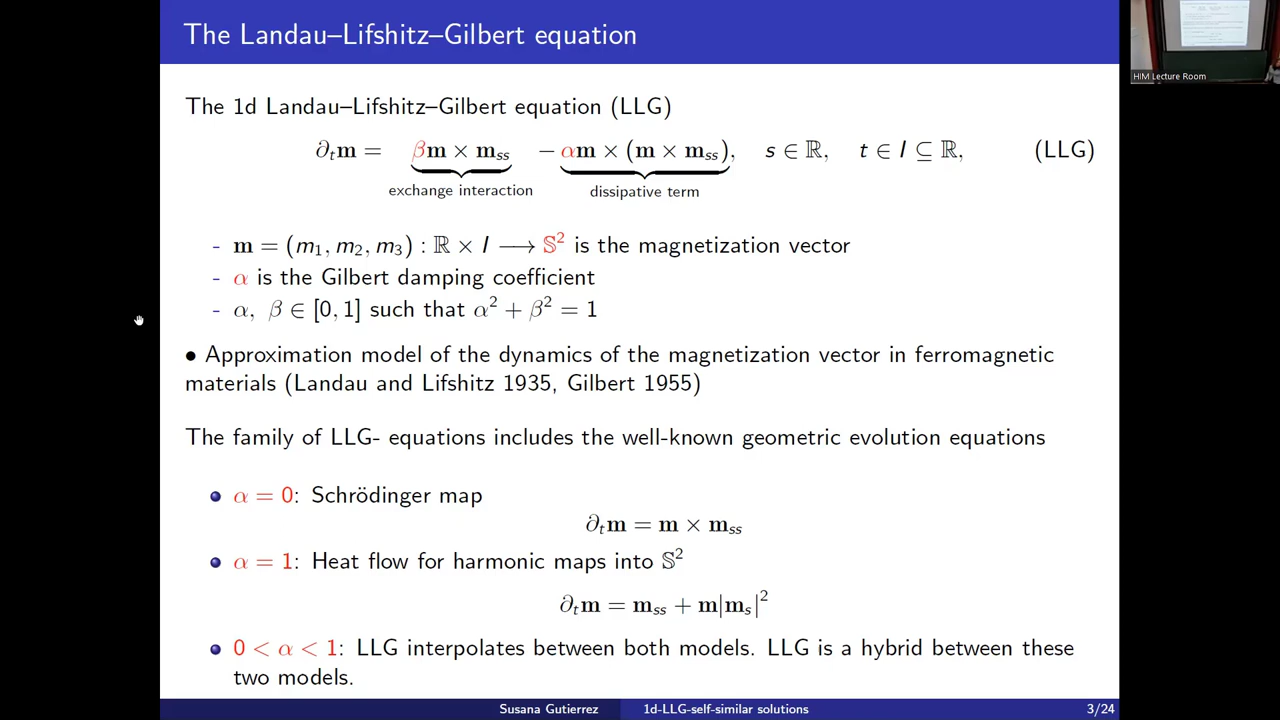 The Landau–Lifshitz–Gilbert equation
HIM Lecture Room
The 1d Landau–Lifshitz–Gilbert equation (LLG)
∂ₜm = βm × mₛₛ − αm × (m × mₛₛ), s ∈ ℝ, t ∈ I ⊆ ℝ, (LLG)
exchange interaction dissipative term
- m = (m₁, m₂, m₃) : ℝ × I ⟶ 𝕊² is the magnetization vector
- α is the Gilbert damping coefficient
- α, β ∈ [0, 1] such that α² + β² = 1
• Approximation model of the dynamics of the magnetization vector in ferromagnetic
materials (Landau and Lifshitz 1935, Gilbert 1955)
The family of LLG- equations includes the well-known geometric evolution equations
α = 0: Schrödinger map
∂ₜm = m × mₛₛ
α = 1: Heat flow for harmonic maps into 𝕊²
∂ₜm = mₛₛ + m|mₛ|²
0 < α < 1: LLG interpolates between both models. LLG is a hybrid between these
two models.
Susana Gutierrez 1d-LLG-self-similar solutions 3/24